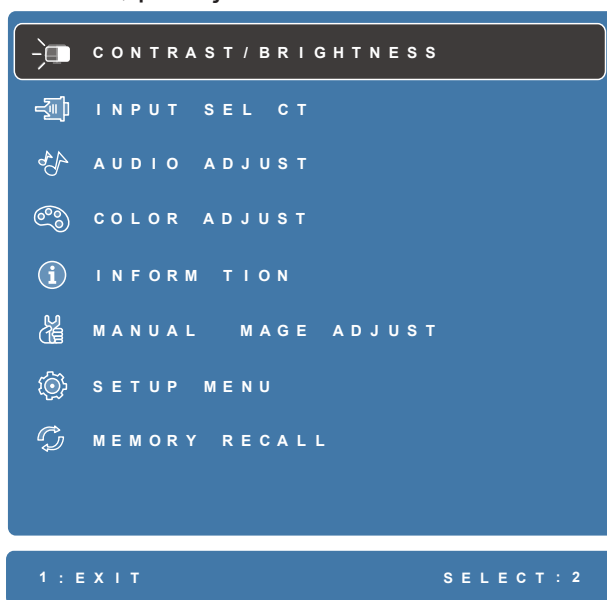 CONTRAST/BRIGHTNESS
INPUT SEL CT
AUDIO ADJUST
COLOR ADJUST
INFORM TION
MANUAL MAGE ADJUST
SETUP MENU
MEMORY RECALL
1:EXIT SELECT:2